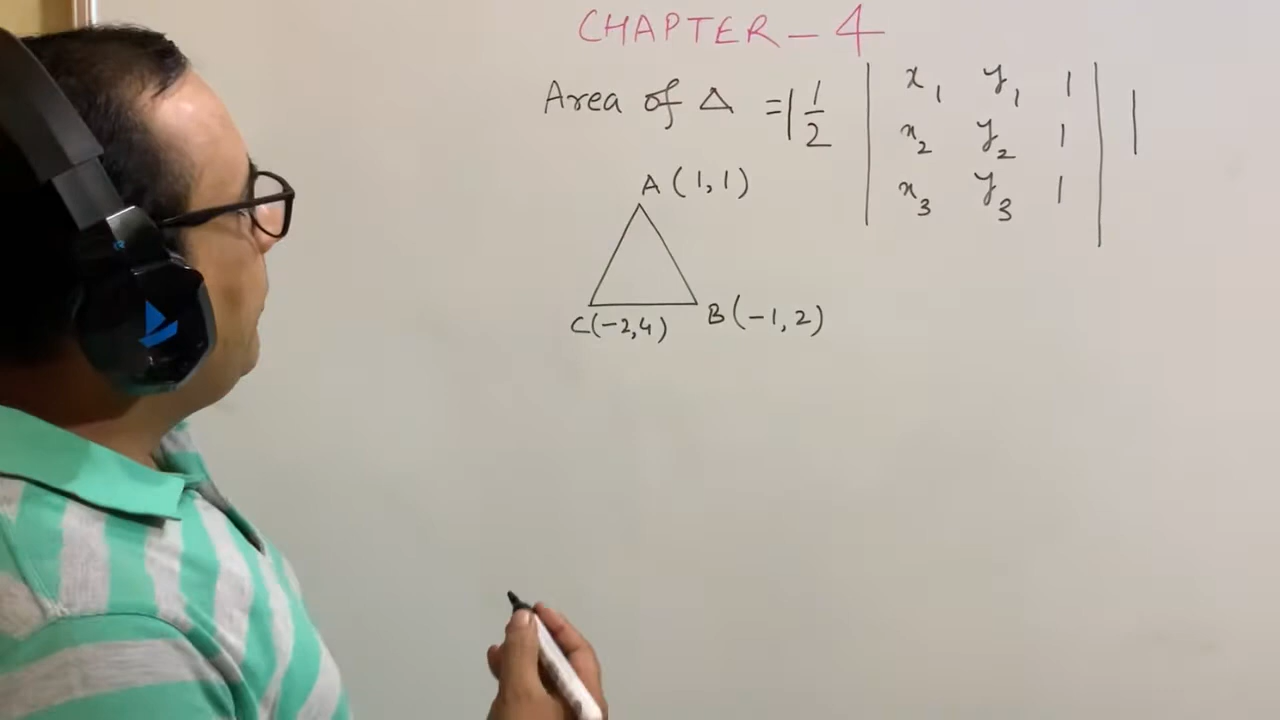 CHAPTER - 4
Area of Δ = | 1/2 | x₁ y₁ 1 | |
x₂ y₂ 1
x₃ y₃ 1
A (1, 1)
C(-2,4) B(-1, 2)